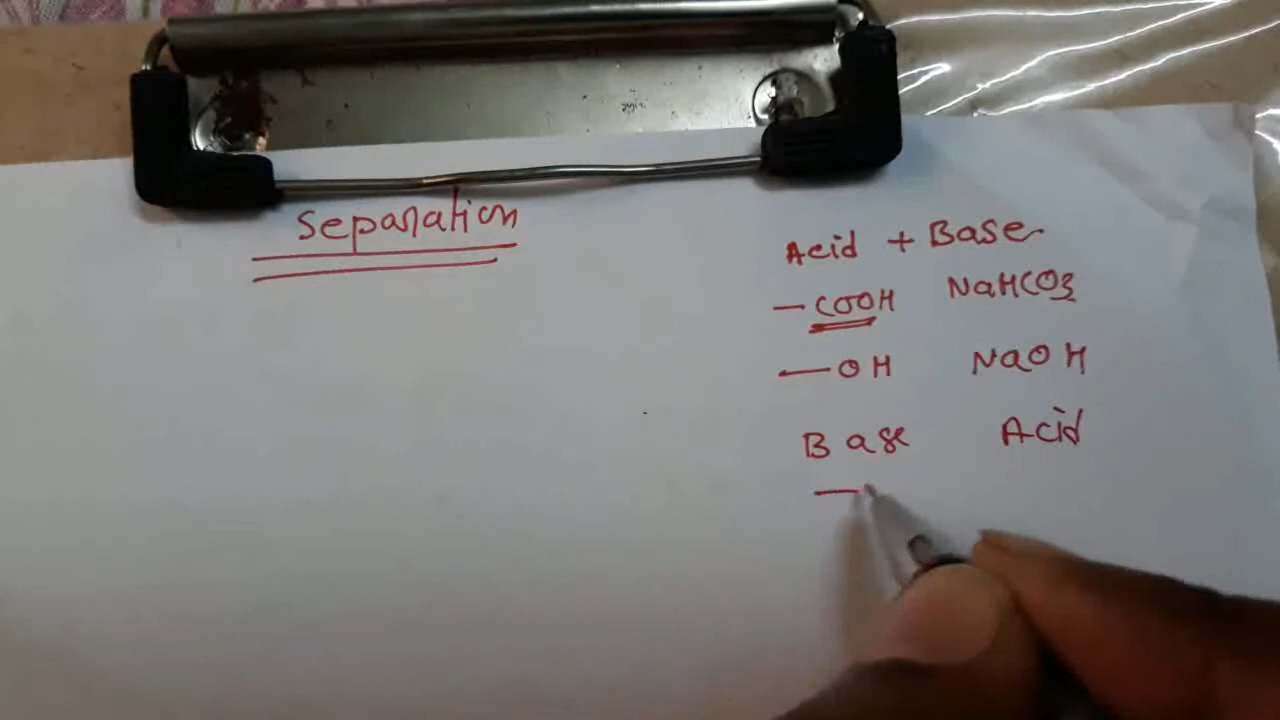 Separation
Acid + Base
— COOH NaHCO3
— OH NaOH
Base Acid
—